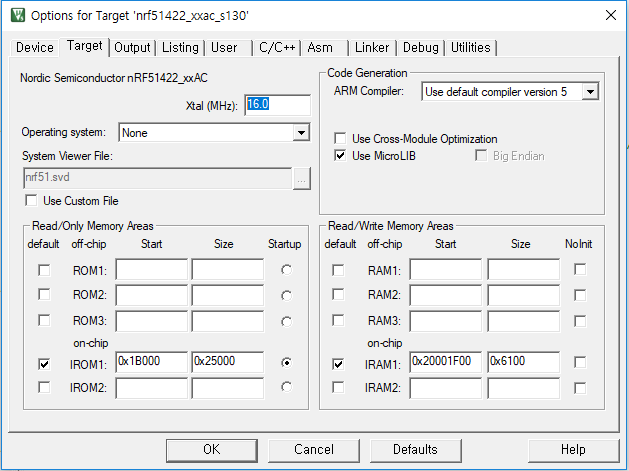 Options for Target 'nrf51422_xxac_s130'
Device Target Output Listing User C/C++ Asm Linker Debug Utilities
Nordic Semiconductor nRF51422_xxAC
Xtal (MHz): 16.0
Operating system: None
System Viewer File:
nrf51.svd ...
Use Custom File
Code Generation
ARM Compiler: Use default compiler version 5
Use Cross-Module Optimization
Use MicroLIB Big Endian
Read/Only Memory Areas
default off-chip Start Size Startup
ROM1:
ROM2:
ROM3:
on-chip
IROM1: 0x1B000 0x25000
IROM2:
Read/Write Memory Areas
default off-chip Start Size NoInit
RAM1:
RAM2:
RAM3:
on-chip
IRAM1: 0x20001F00 0x6100
IRAM2:
OK Cancel Defaults Help